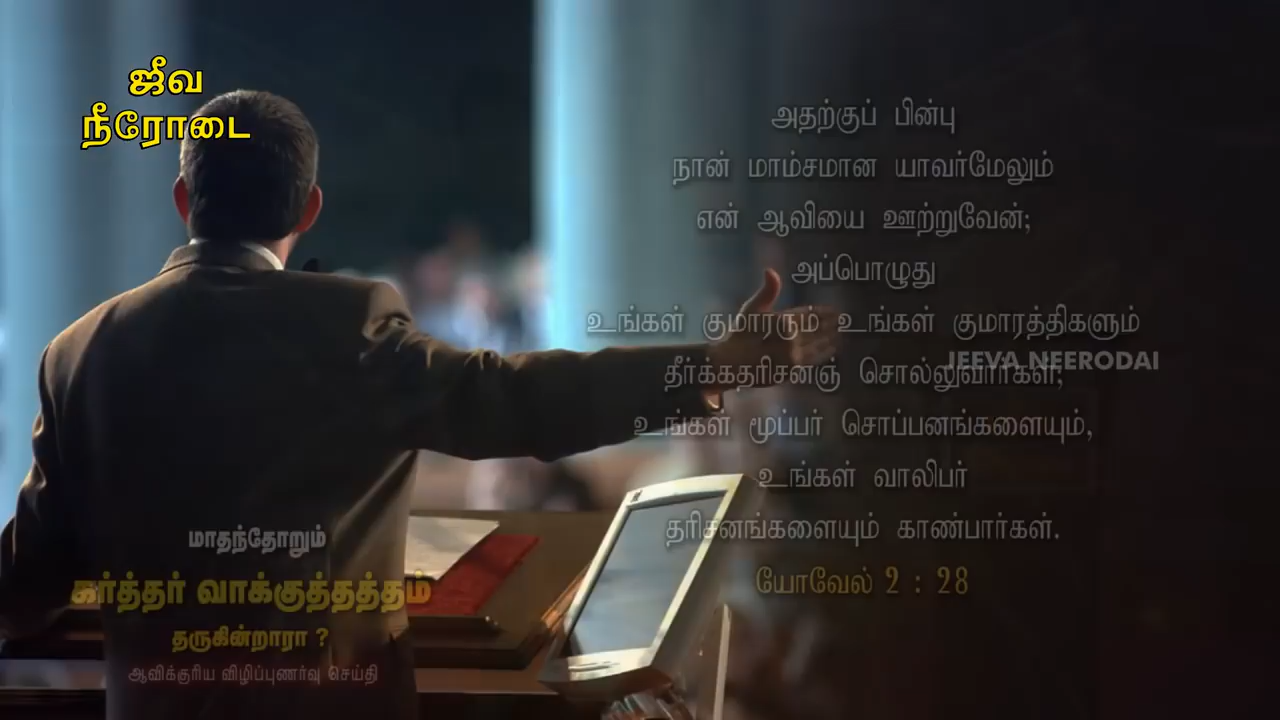 ஜீவ
நீரோடை
அதற்குப் பின்பு
நான் மாம்சமான யாவர்மேலும்
என் ஆவியை ஊற்றுவேன்;
அப்பொழுது
உங்கள் குமாரரும் உங்கள் குமாரத்திகளும்
JEEVA NEERODAI
தீர்க்கதரிசனஞ் சொல்லுவார்கள்;
உங்கள் மூப்பர் சொப்பனங்களையும்,
உங்கள் வாலிபர்
தரிசனங்களையும் காண்பார்கள்.
யோவேல் 2 : 28
மாதந்தோறும்
கர்த்தர் வாக்குத்தத்தம்
தருகின்றாரா ?
ஆவிக்குரிய விழிப்புணர்வு செய்தி